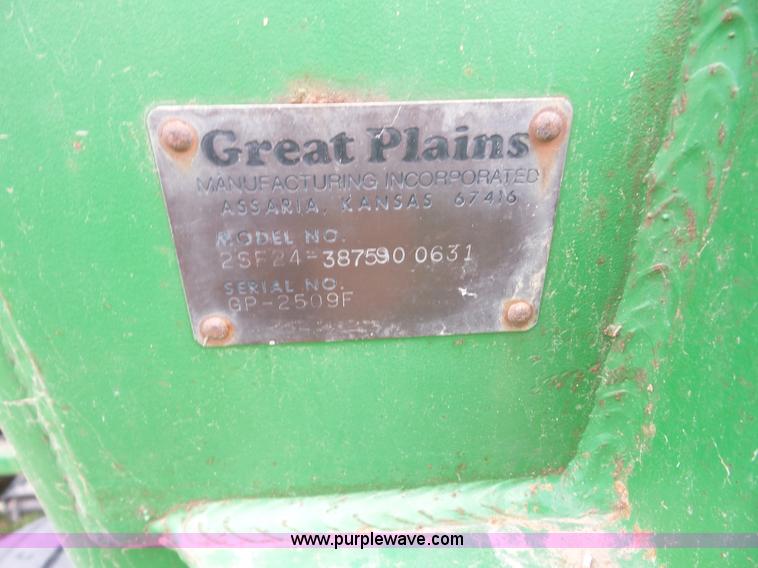 Great Plains
MANUFACTURING INCORPORATED
ASSARIA, KANSAS 67416
MODEL NO.
2SF24-387590 0631
SERIAL NO.
GP-2509F
www.purplewave.com